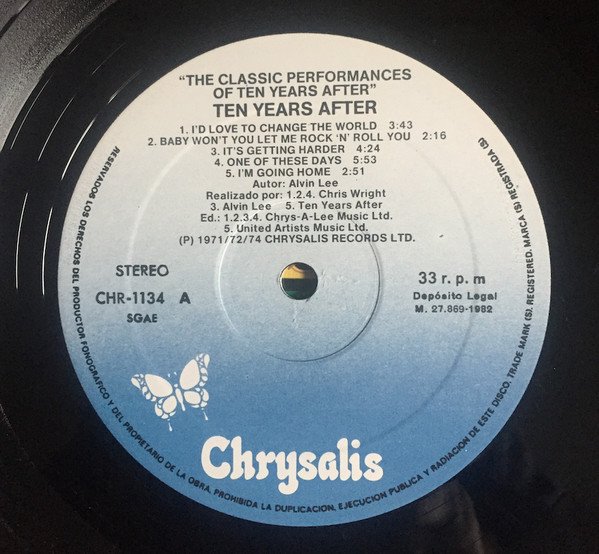 "THE CLASSIC PERFORMANCES
OF TEN YEARS AFTER"
TEN YEARS AFTER
1. I'D LOVE TO CHANGE THE WORLD 3:43
2. BABY WON'T YOU LET ME ROCK 'N' ROLL YOU 2:16
3. IT'S GETTING HARDER 4:24
4. ONE OF THESE DAYS 5:53
5. I'M GOING HOME 2:51
Autor: Alvin Lee
Realizado por: 1.2.4. Chris Wright
3. Alvin Lee 5. Ten Years After
Ed.: 1.2.3.4. Chrys-A-Lee Music Ltd.
5. United Artists Music Ltd.
(P) 1971/72/74 CHRYSALIS RECORDS LTD.
STEREO
CHR-1134 A
SGAE
33 r. p. m
Depósito Legal
M. 27.869-1982
Chrysalis
RESERVADOS LOS DERECHOS DEL PRODUCTOR FONOGRAFICO Y DEL PROPIETARIO DE LA OBRA. PROHIBIDA LA DUPLICACION, EJECUCION PUBLICA Y RADIACION DE ESTE DISCO. TRADE MARK (S). REGISTERED. MARCA (S) REGISTRADA (S)